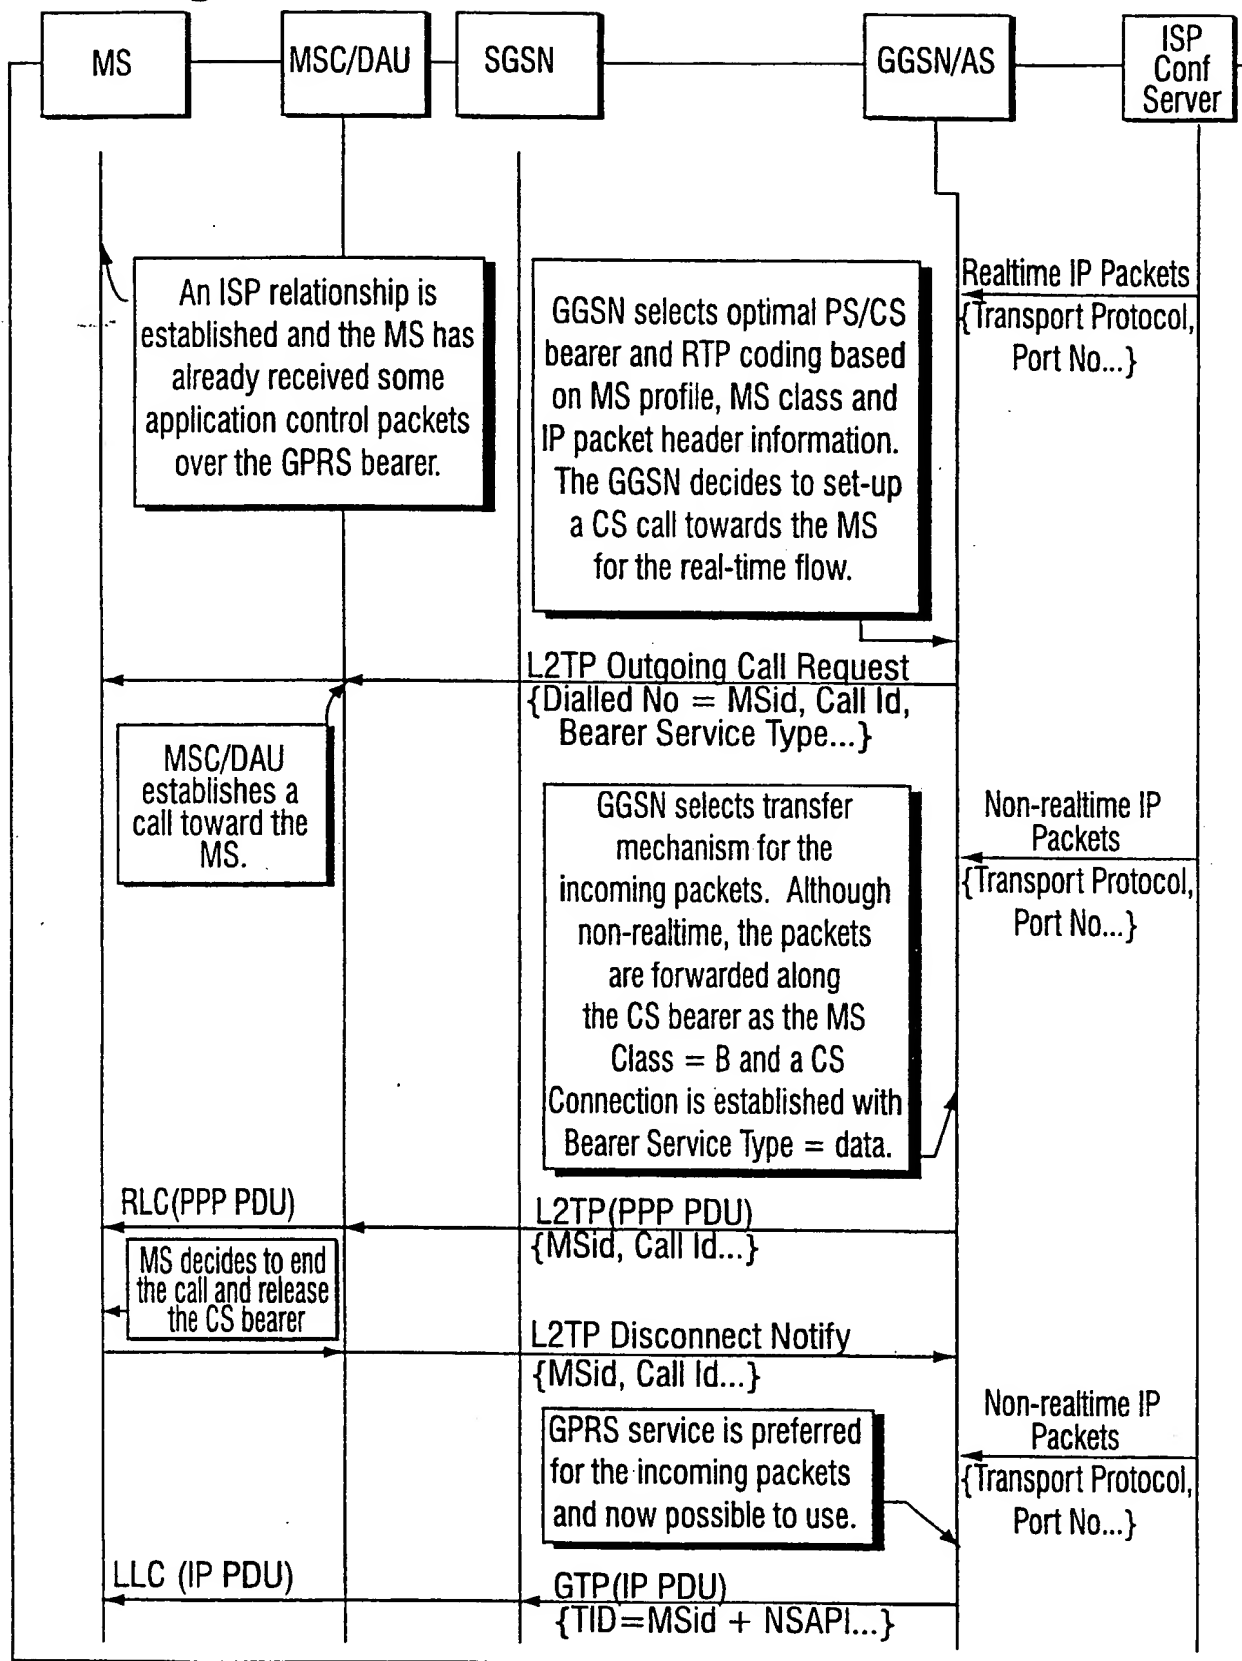 MS
MSC/DAU
SGSN
GGSN/AS
ISP
Conf
Server
An ISP relationship is
established and the MS has
already received some
application control packets
over the GPRS bearer.
GGSN selects optimal PS/CS
bearer and RTP coding based
on MS profile, MS class and
IP packet header information.
The GGSN decides to set-up
a CS call towards the MS
for the real-time flow.
Realtime IP Packets
{Transport Protocol,
Port No...}
L2TP Outgoing Call Request
{Dialled No = MSid, Call Id,
Bearer Service Type...}
MSC/DAU
establishes a
call toward the
MS.
GGSN selects transfer
mechanism for the
incoming packets. Although
non-realtime, the packets
are forwarded along
the CS bearer as the MS
Class = B and a CS
Connection is established with
Bearer Service Type = data.
Non-realtime IP
Packets
{Transport Protocol,
Port No...}
RLC(PPP PDU)
L2TP(PPP PDU)
{MSid, Call Id...}
MS decides to end
the call and release
the CS bearer
L2TP Disconnect Notify
{MSid, Call Id...}
GPRS service is preferred
for the incoming packets
and now possible to use.
Non-realtime IP
Packets
{Transport Protocol,
Port No...}
LLC (IP PDU)
GTP(IP PDU)
{TID=MSid + NSAPI...}